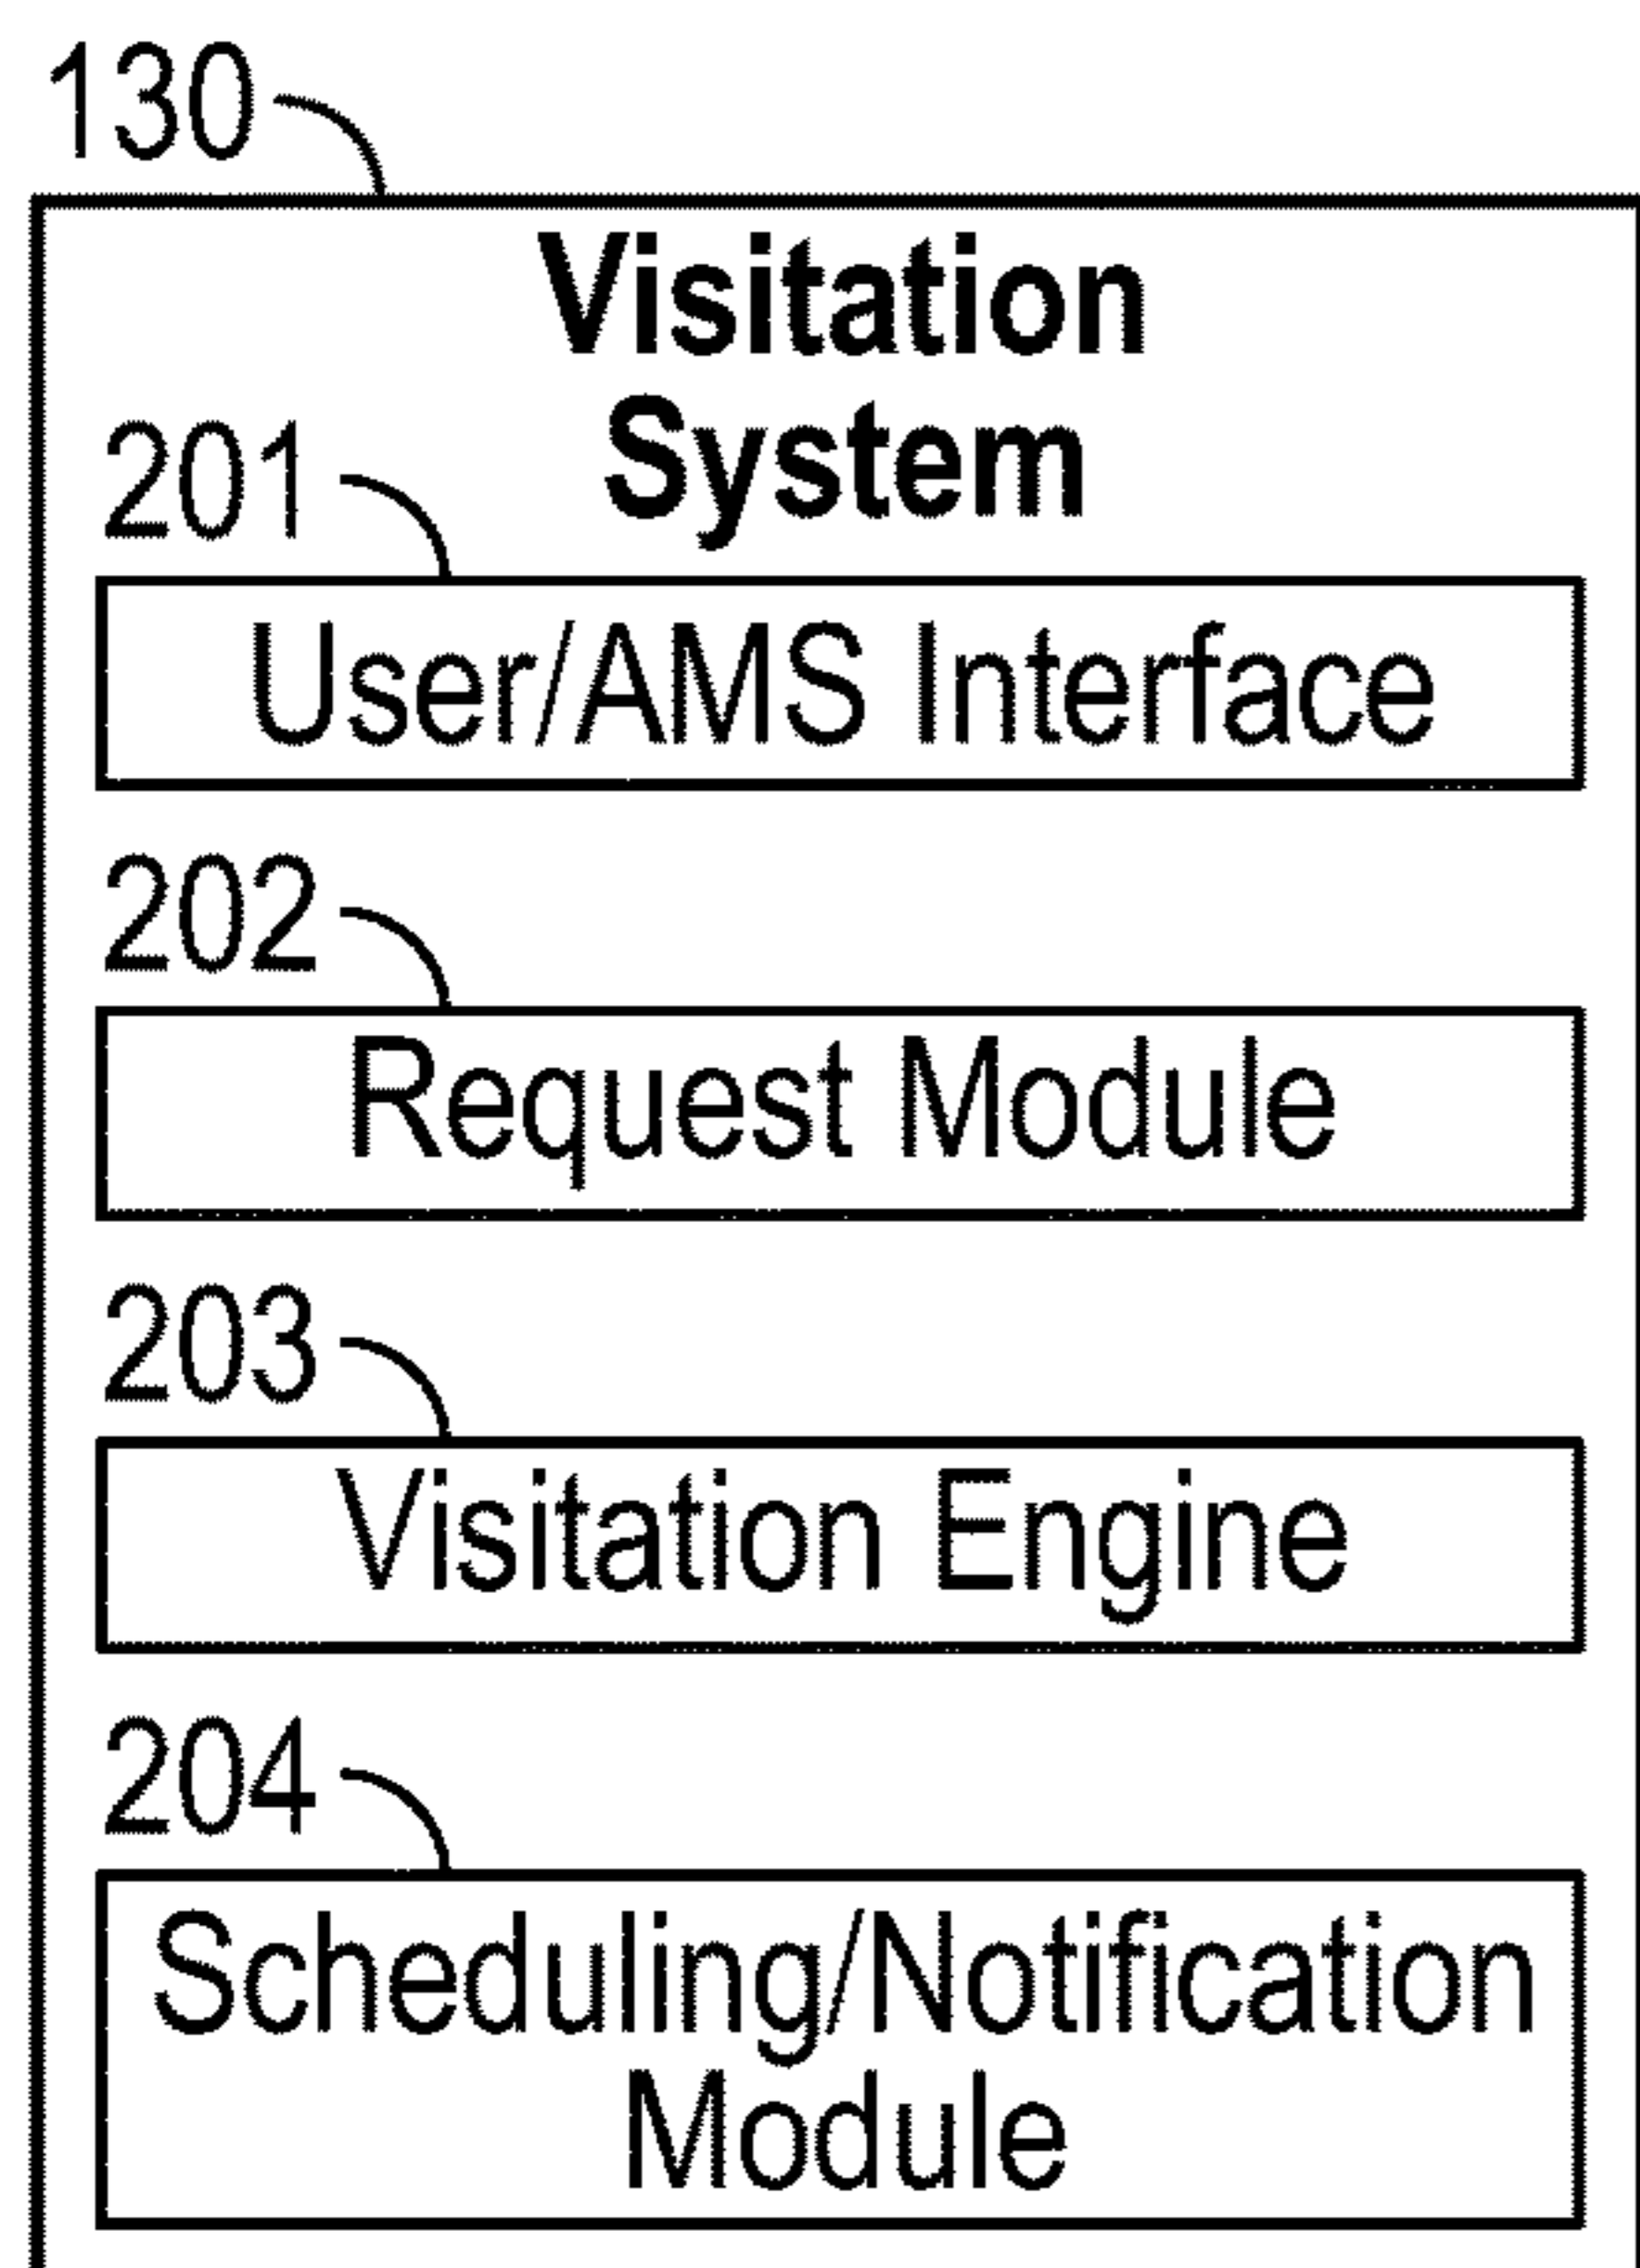 130
Visitation
System
201
User/AMS Interface
202
Request Module
203
Visitation Engine
204
Scheduling/Notification
Module